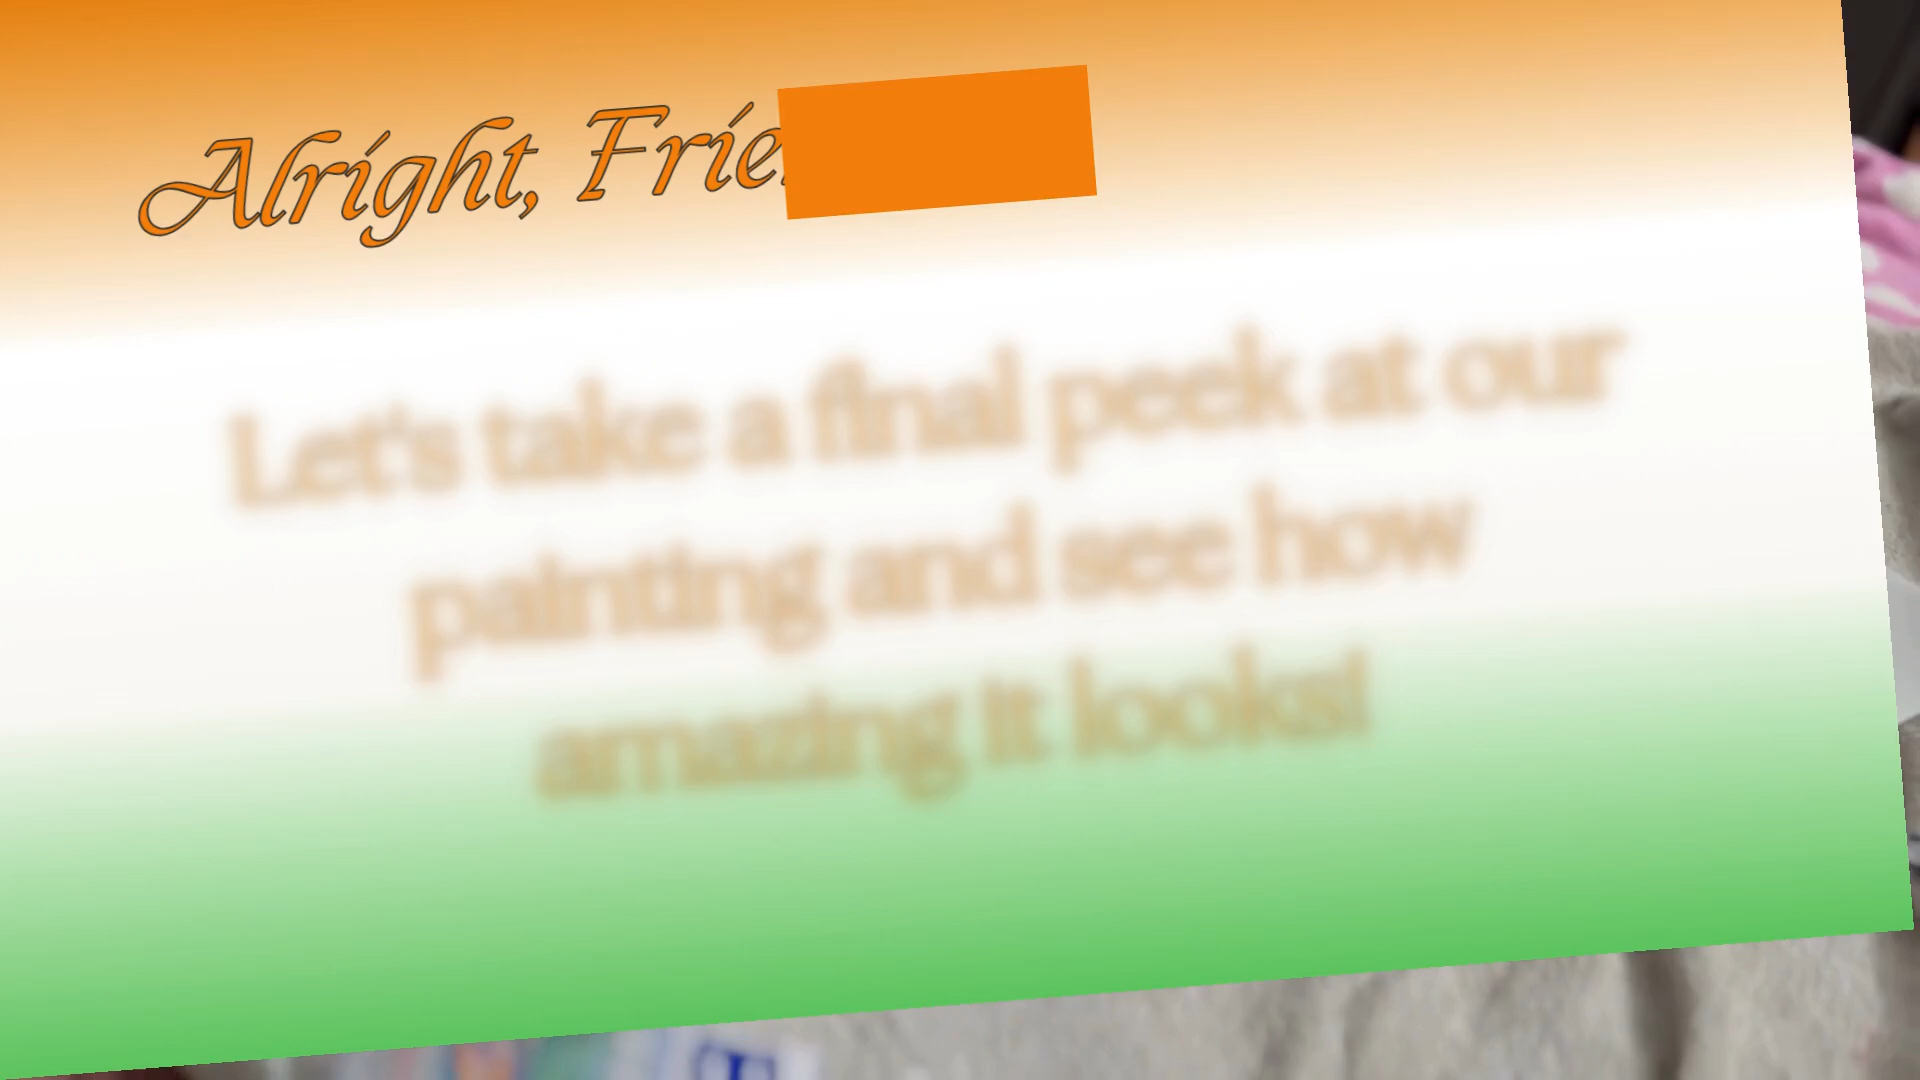 Alright, Frie
Let's take a final peek at our
painting and see how
amazing it looks!